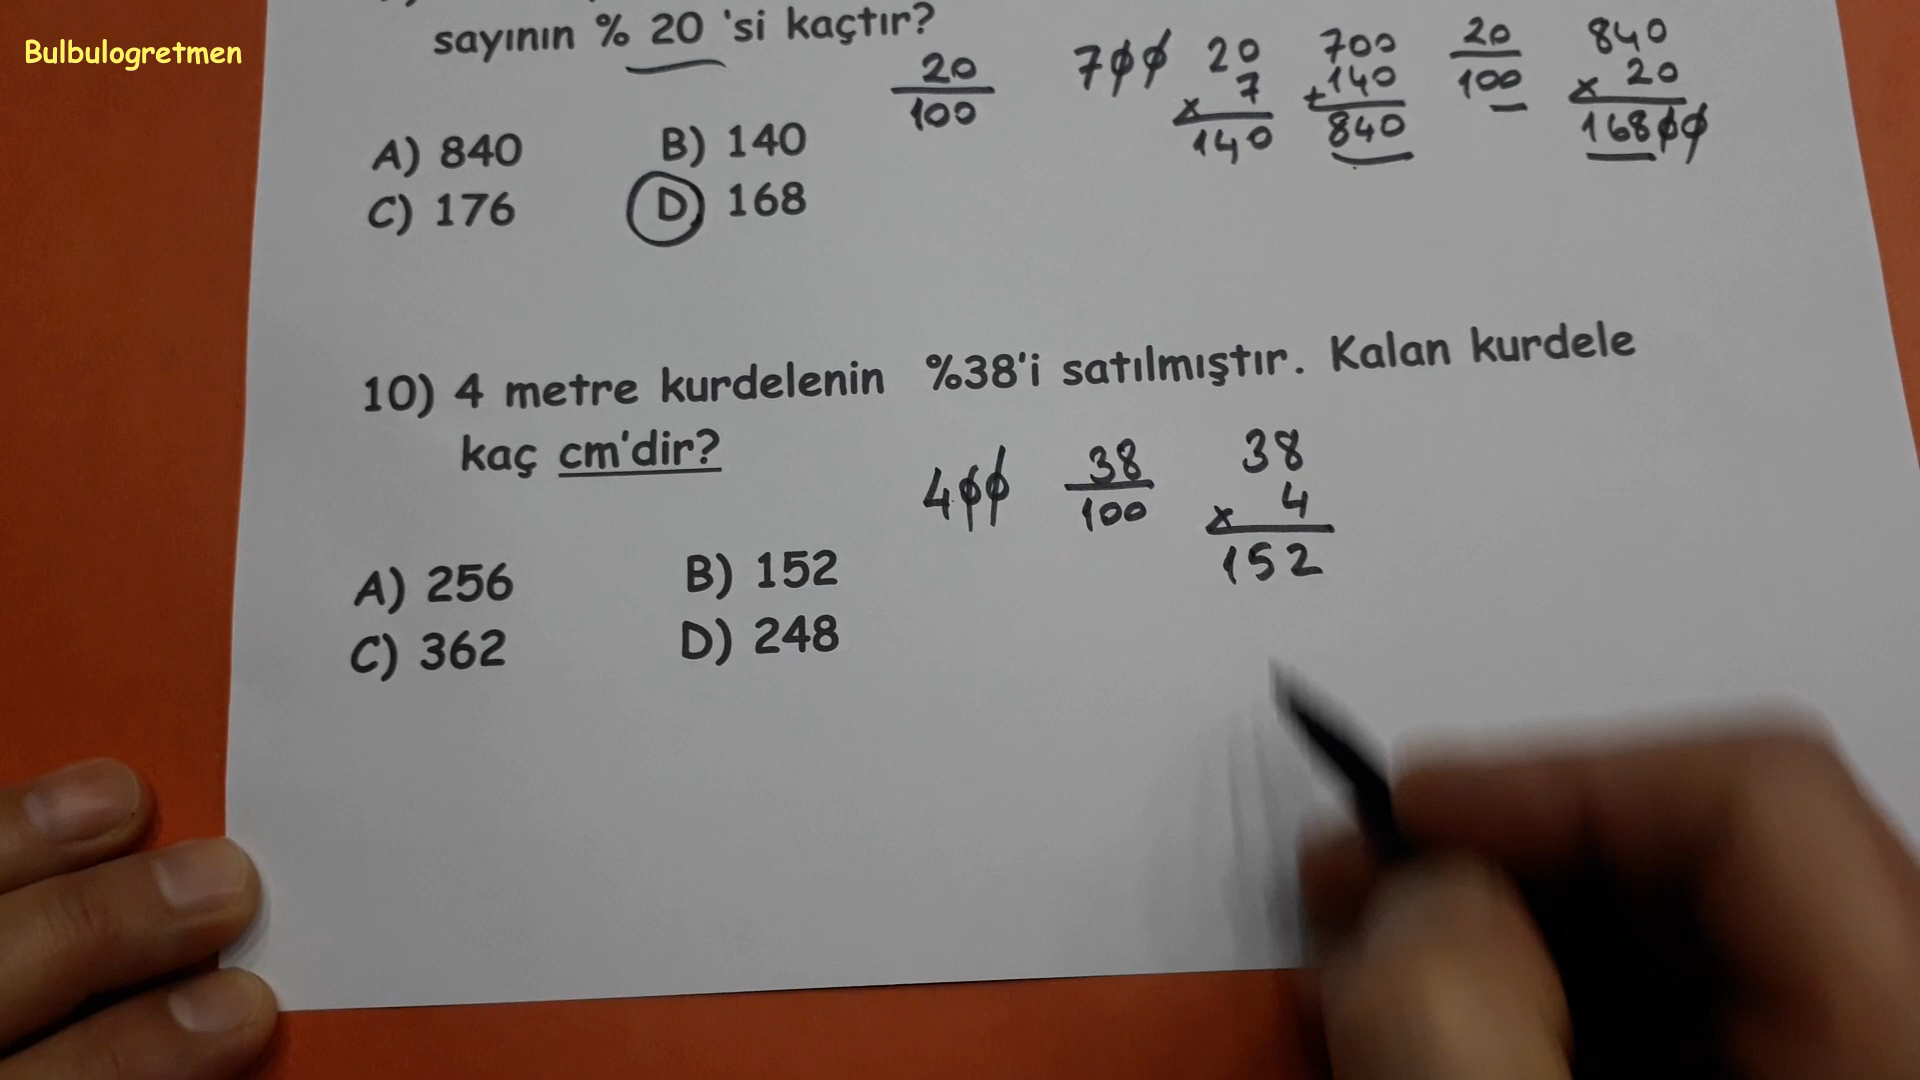 Bulbulogretmen
sayının % 20 'si kaçtır?
20
100
700
20
x 7
140
700
+140
840
20
100
840
x 20
16800
A) 840
B) 140
C) 176
D) 168
10) 4 metre kurdelenin %38'i satılmıştır. Kalan kurdele
kaç cm'dir?
400
38
100
38
x 4
152
A) 256
B) 152
C) 362
D) 248